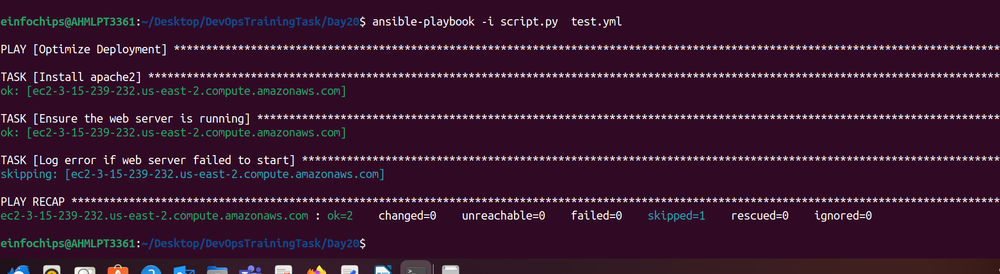 einfochips@AHMLPT3361:~/Desktop/DevOpsTrainingTask/Day20$ ansible-playbook -i script.py  test.yml
PLAY [Optimize Deployment] *********************************************************************************************************************************
TASK [Install apache2] *************************************************************************************************************************************
ok: [ec2-3-15-239-232.us-east-2.compute.amazonaws.com]
TASK [Ensure the web server is running] ********************************************************************************************************************
ok: [ec2-3-15-239-232.us-east-2.compute.amazonaws.com]
TASK [Log error if web server failed to start] *************************************************************************************************************
skipping: [ec2-3-15-239-232.us-east-2.compute.amazonaws.com]
PLAY RECAP *************************************************************************************************************************************************
ec2-3-15-239-232.us-east-2.compute.amazonaws.com : ok=2    changed=0    unreachable=0    failed=0    skipped=1    rescued=0    ignored=0
einfochips@AHMLPT3361:~/Desktop/DevOpsTrainingTask/Day20$